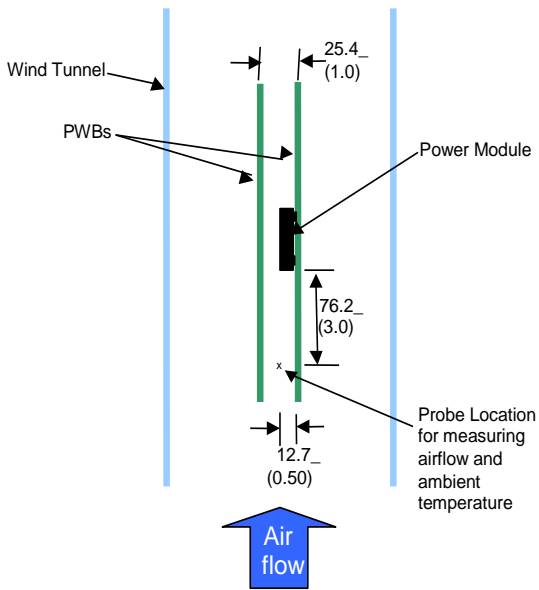 25.4_
(1.0)
Wind Tunnel
PWBs
Power Module
76.2_
(3.0)
x
Probe Location
for measuring
airflow and
ambient
temperature
12.7_
(0.50)
Air
flow